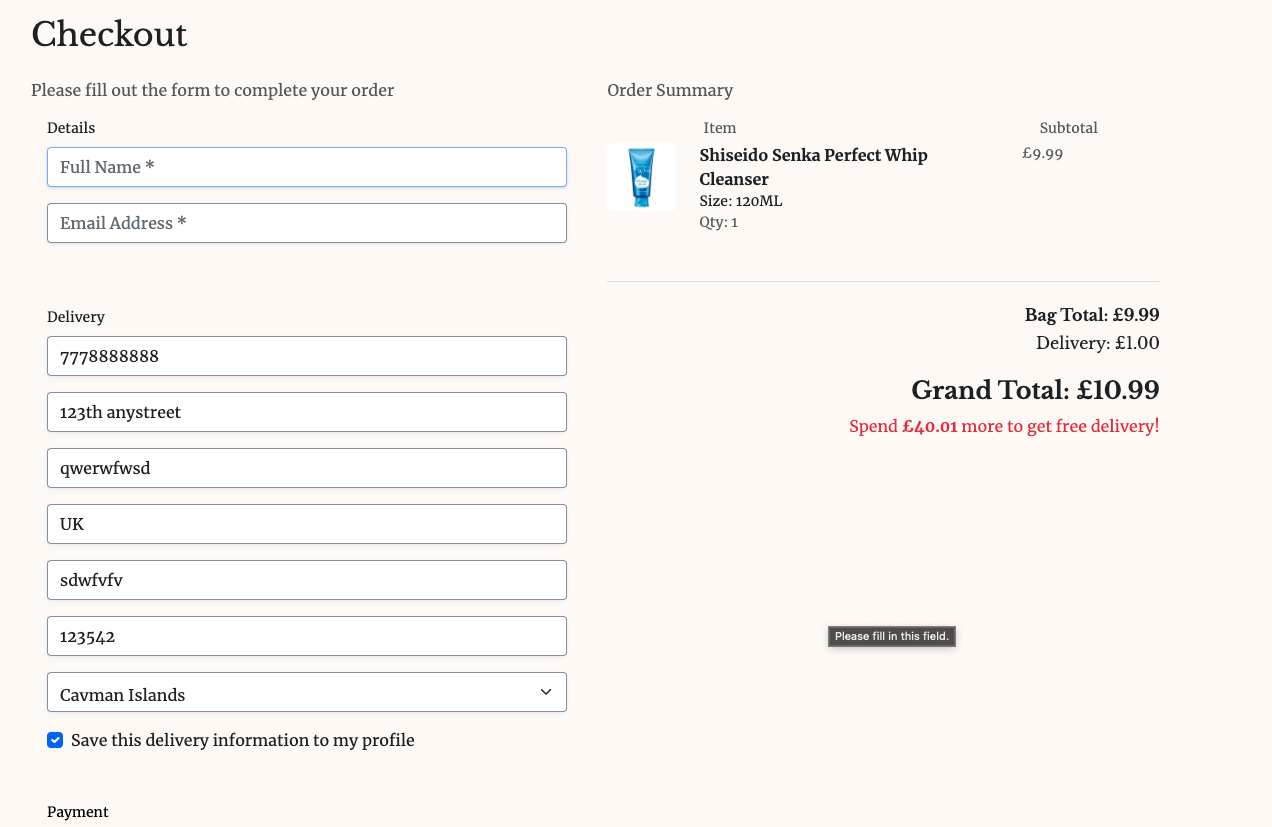 Checkout
Please fill out the form to complete your order
Details
Full Name *
Email Address *
Delivery
7778888888
123th anystreet
qwerwfwsd
UK
sdwfvfv
123542
Cayman Islands
Save this delivery information to my profile
Payment
Order Summary
Item Subtotal
Shiseido Senka Perfect Whip £9.99
Cleanser
Size: 120ML
Qty: 1
Bag Total: £9.99
Delivery: £1.00
Grand Total: £10.99
Spend £40.01 more to get free delivery!
Please fill in this field.